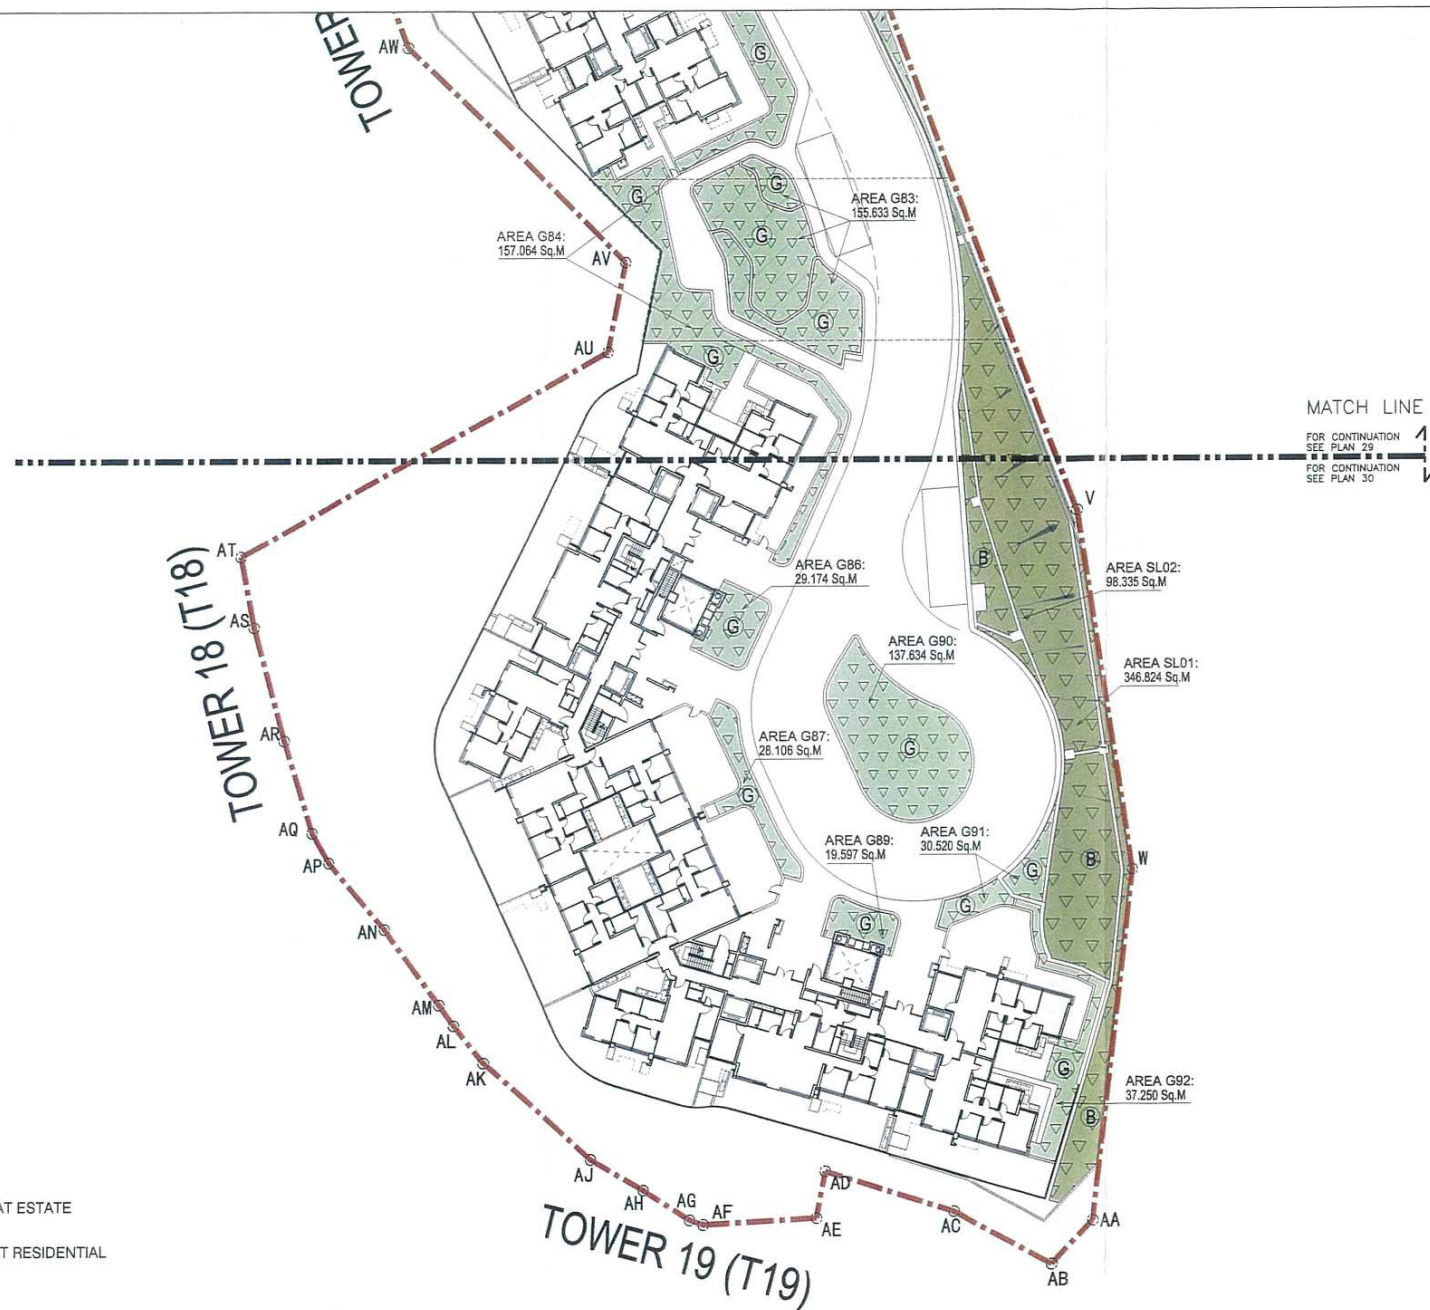 TOWER
AW
G
AREA G83:
155.633 Sq.M
G
G
G
AREA G84:
157.064 Sq.M
AV
G
AU
G
MATCH LINE
FOR CONTINUATION
SEE PLAN 29
FOR CONTINUATION
SEE PLAN 30
V
AT
B
AREA G86:
29.174 Sq.M
AREA SL02:
98.335 Sq.M
AS
G
AREA G90:
137.634 Sq.M
AREA SL01:
346.824 Sq.M
TOWER 18 (T18)
AR
AREA G87:
28.106 Sq.M
G
G
AQ
AREA G89:
19.597 Sq.M
AREA G91:
30.520 Sq.M
AP
B
W
G
G
G
AN
AM
AL
AK
G
AREA G92:
37.250 Sq.M
B
AJ
AD
AH
AG
AF
AE
AC
AA
AT ESTATE
T RESIDENTIAL
TOWER 19 (T19)
AB